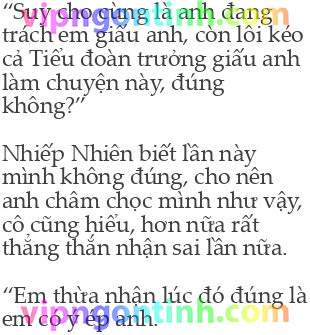 “Suy cho cùng là anh đang
trách em giấu anh, còn lôi kéo
cả Tiểu đoàn trưởng giấu anh
làm chuyện này, đúng
không?”
Nhiếp Nhiên biết lần này
mình không đúng, cho nên
anh châm chọc mình như vậy,
cô cũng hiểu, hơn nữa rất
thẳng thắn nhận sai lần nữa.
“Em thừa nhận lúc đó đúng là
em cố ý ép anh.
vipngontinh.com
vipngontinh.com